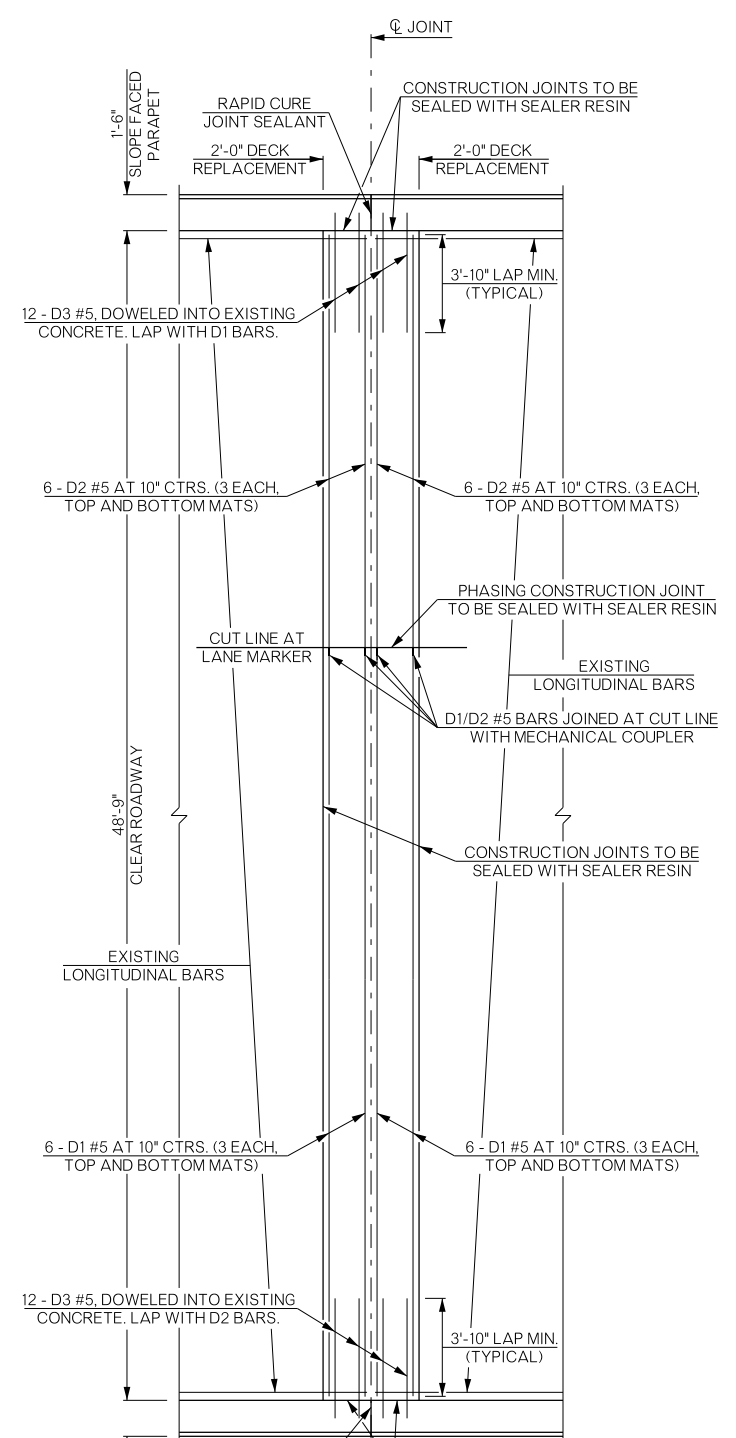 ℄ JOINT
CONSTRUCTION JOINTS TO BE
SEALED WITH SEALER RESIN
RAPID CURE
JOINT SEALANT
1'-6"
SLOPE FACED
PARAPET
2'-0" DECK
REPLACEMENT
2'-0" DECK
REPLACEMENT
3'-10" LAP MIN.
(TYPICAL)
12 - D3 #5, DOWELED INTO EXISTING
CONCRETE. LAP WITH D1 BARS.
6 - D2 #5 AT 10" CTRS. (3 EACH,
TOP AND BOTTOM MATS)
6 - D2 #5 AT 10" CTRS. (3 EACH,
TOP AND BOTTOM MATS)
PHASING CONSTRUCTION JOINT
TO BE SEALED WITH SEALER RESIN
CUT LINE AT
LANE MARKER
EXISTING
LONGITUDINAL BARS
D1/D2 #5 BARS JOINED AT CUT LINE
WITH MECHANICAL COUPLER
48'-9"
CLEAR ROADWAY
CONSTRUCTION JOINTS TO BE
SEALED WITH SEALER RESIN
EXISTING
LONGITUDINAL BARS
6 - D1 #5 AT 10" CTRS. (3 EACH,
TOP AND BOTTOM MATS)
6 - D1 #5 AT 10" CTRS. (3 EACH,
TOP AND BOTTOM MATS)
12 - D3 #5, DOWELED INTO EXISTING
CONCRETE. LAP WITH D2 BARS.
3'-10" LAP MIN.
(TYPICAL)